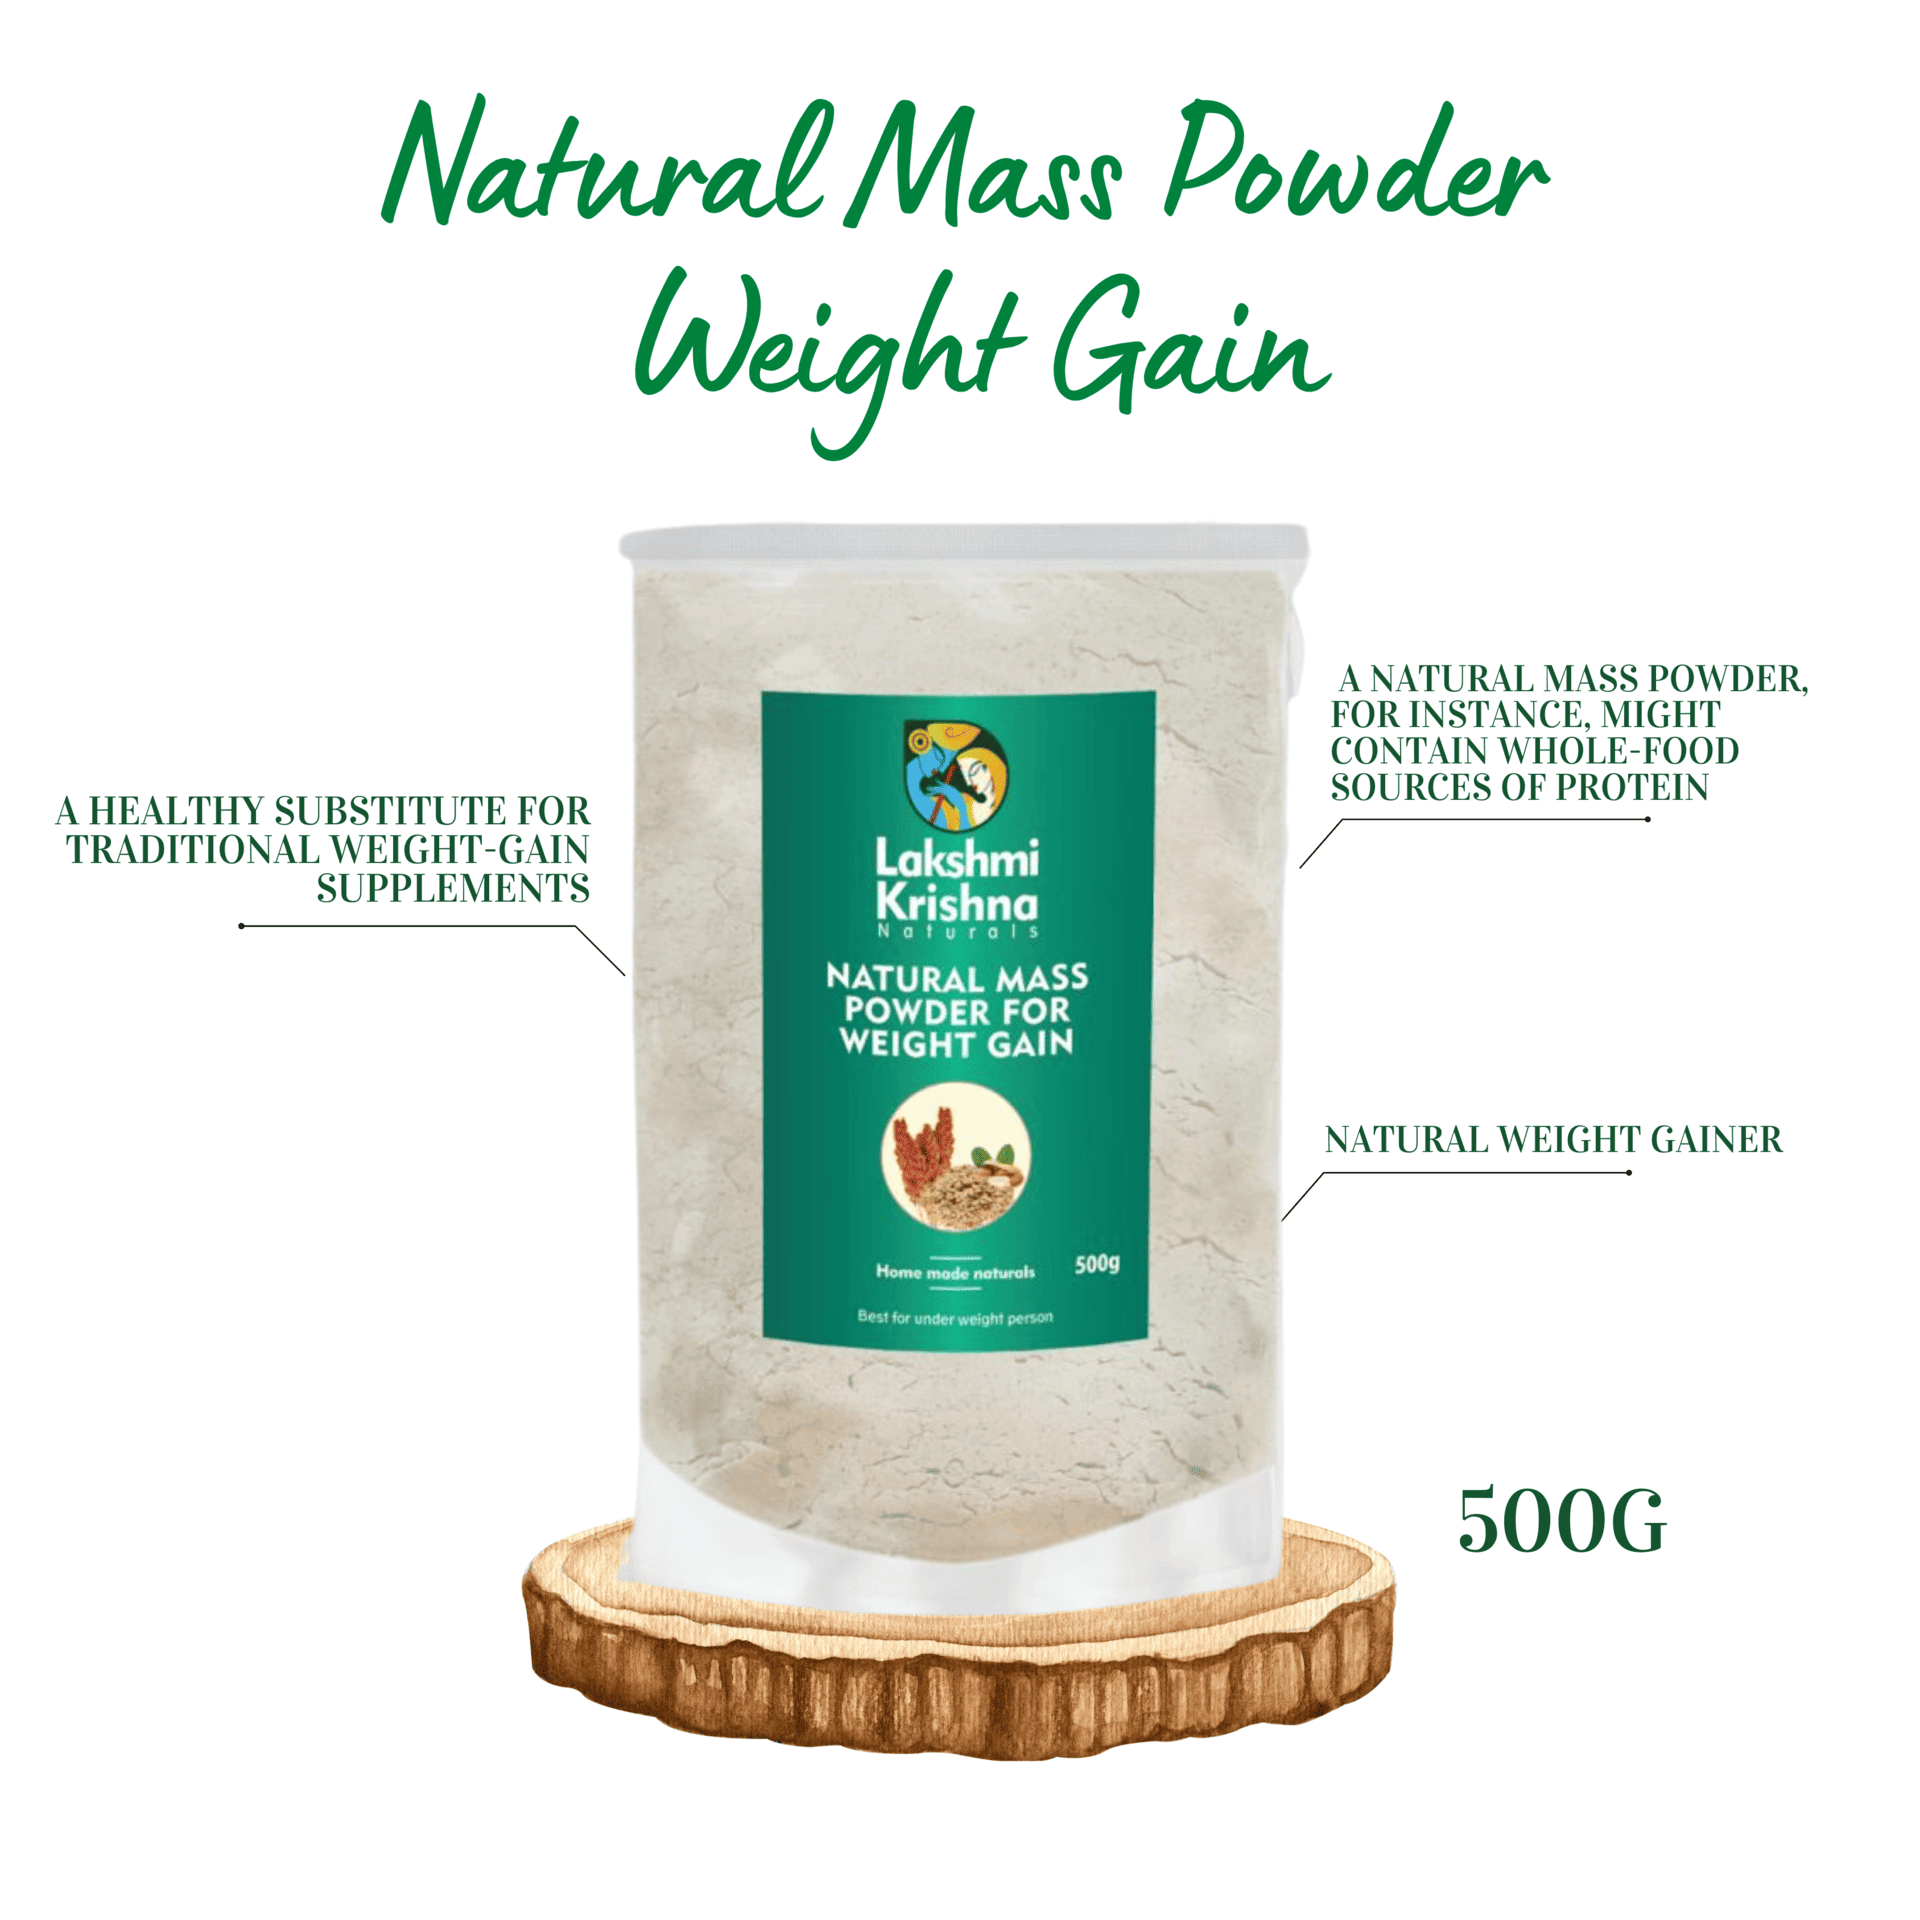 Natural Mass Powder
Weight Gain
A HEALTHY SUBSTITUTE FOR
TRADITIONAL WEIGHT-GAIN
SUPPLEMENTS
A NATURAL MASS POWDER,
FOR INSTANCE, MIGHT
CONTAIN WHOLE-FOOD
SOURCES OF PROTEIN
Lakshmi
Krishna
Naturals
NATURAL MASS
POWDER FOR
WEIGHT GAIN
Home made naturals
500g
Best for under weight person
NATURAL WEIGHT GAINER
500G